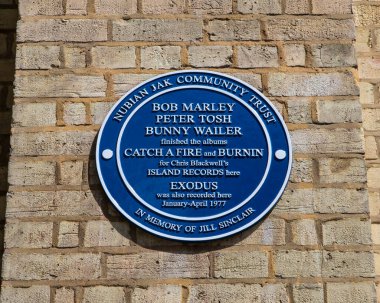 NUBIAN JAK COMMUNITY TRUST
BOB MARLEY
PETER TOSH
BUNNY WAILER
finished the albums
CATCH A FIRE and BURNIN
for Chris Blackwell's
ISLAND RECORDS here
EXODUS
was also recorded here
January-April 1977
IN MEMORY OF JILL SINCLAIR